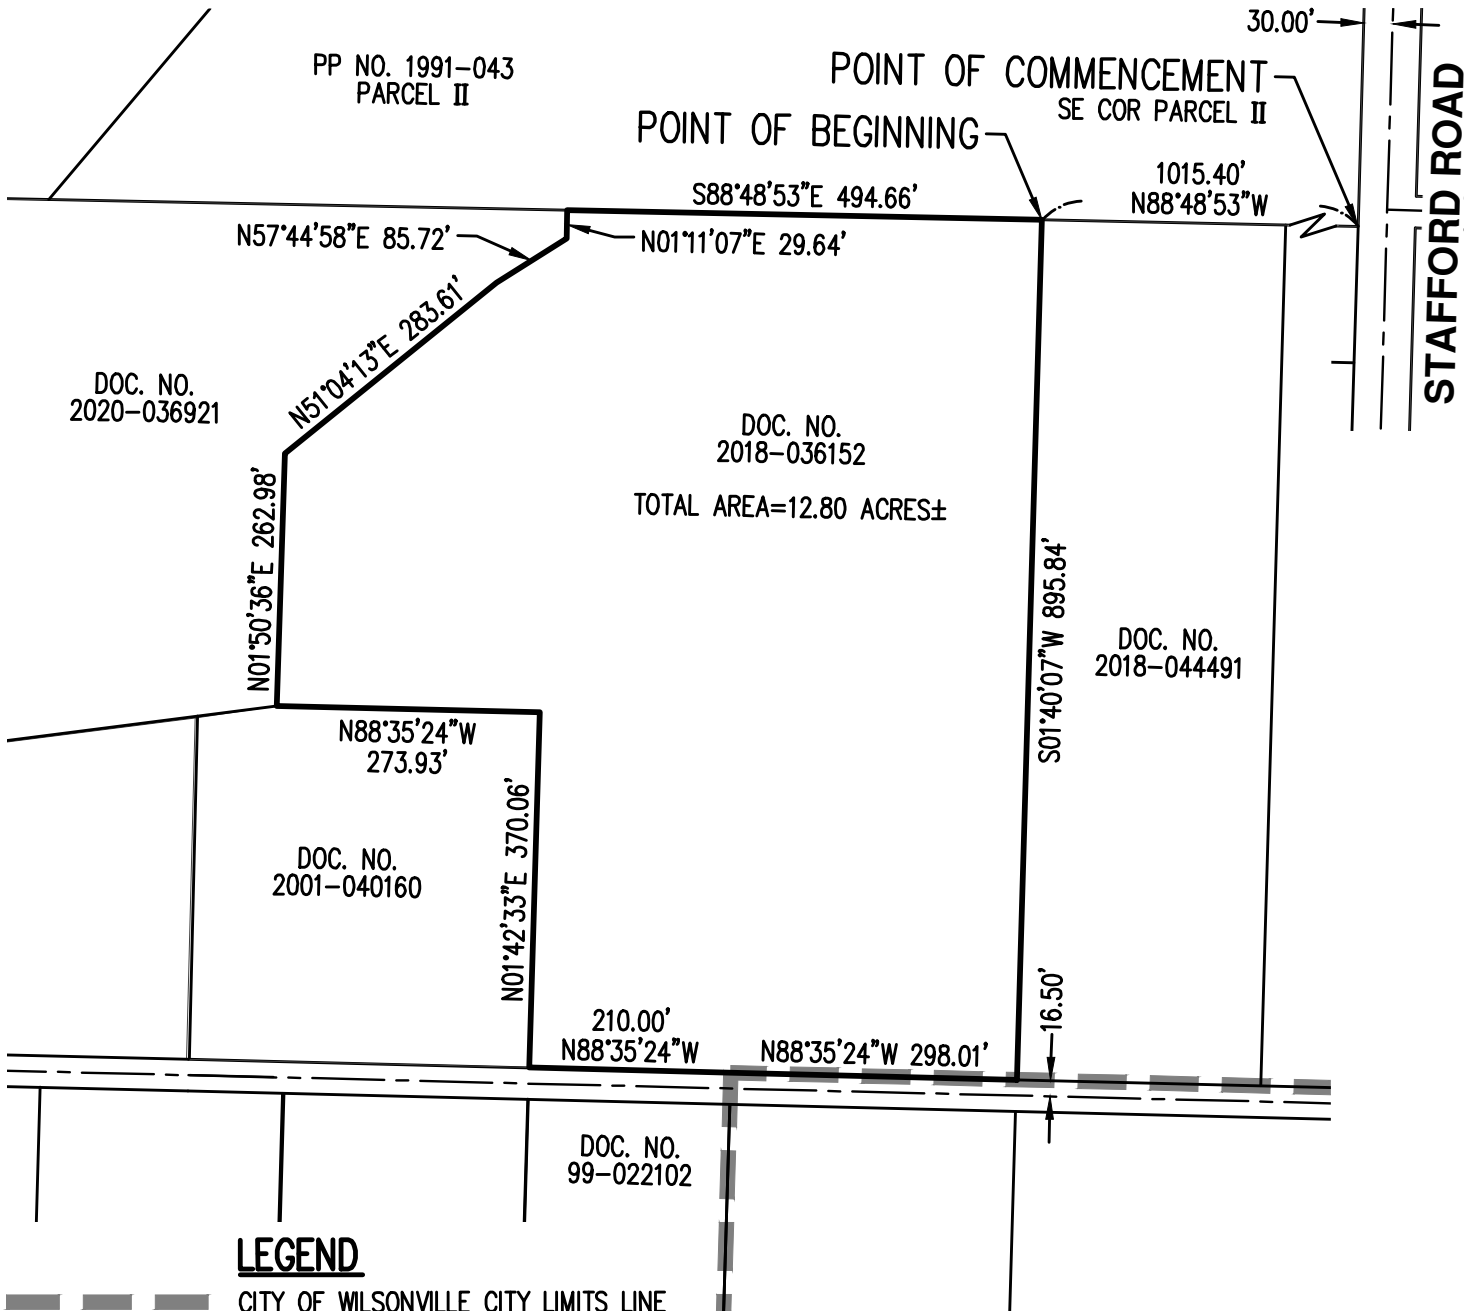 30.00'
PP NO. 1991-043
PARCEL II
POINT OF COMMENCEMENT
SE COR PARCEL II
POINT OF BEGINNING
STAFFORD ROAD
1015.40'
N88°48'53"W
S88°48'53"E 494.66'
N57°44'58"E 85.72'
N01°11'07"E 29.64'
N51°04'13"E 283.61'
DOC. NO.
2020-036921
DOC. NO.
2018-036152
TOTAL AREA=12.80 ACRES±
N01°50'36"E 262.98'
S01°40'07"W 895.84'
DOC. NO.
2018-044491
N88°35'24"W
273.93'
N01°42'33"E 370.06'
DOC. NO.
2001-040160
16.50'
210.00'
N88°35'24"W
N88°35'24"W 298.01'
DOC. NO.
99-022102
LEGEND
CITY OF WILSONVILLE CITY LIMITS LINE